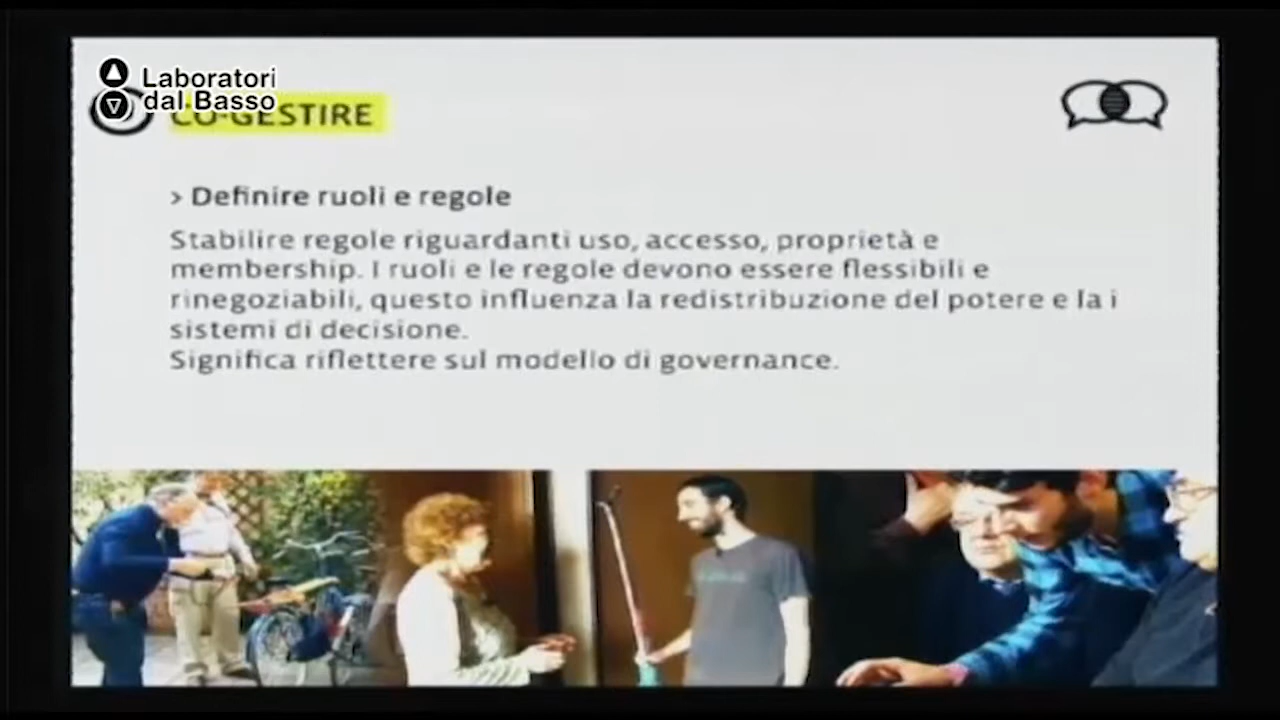 Laboratori
dal Basso
CO-GESTIRE
> Definire ruoli e regole
Stabilire regole riguardanti uso, accesso, proprietà e
membership. I ruoli e le regole devono essere flessibili e
rinegoziabili, questo influenza la redistribuzione del potere e la i
sistemi di decisione.
Significa riflettere sul modello di governance.